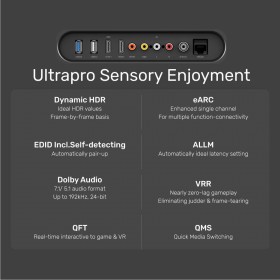 Ultrapro Sensory Enjoyment
Dynamic HDR
Ideal HDR values
Frame-by-frame basis
eARC
Enhanced single channel
For multiple function-connectivity
EDID Incl.Self-detecting
Automatically pair-up
ALLM
Automatically ideal latency setting
Dolby Audio
7.1/ 5.1 audio format
Up to 192kHz, 24-bit
VRR
Nearly zero-lag gameplay
Eliminating judder & frame-tearing
QFT
Real-time interactive to game & VR
QMS
Quick Media Switching